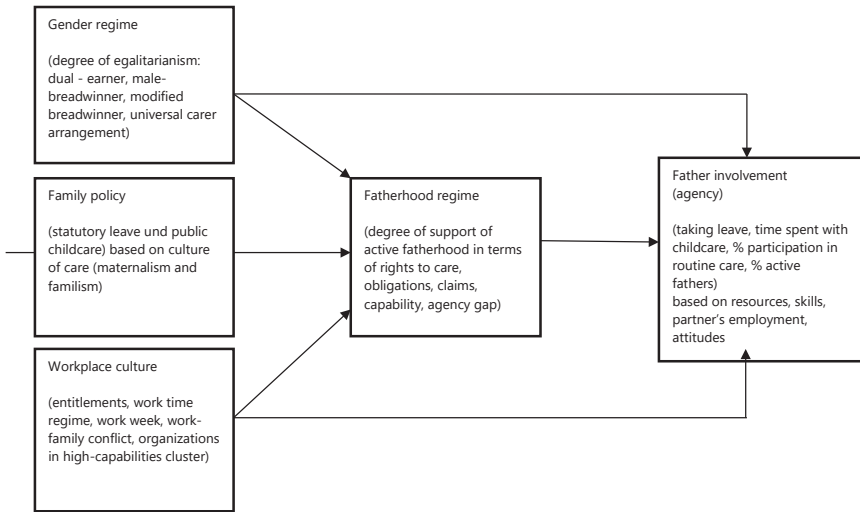 Gender regime
(degree of egalitarianism:
dual - earner, male-
breadwinner, modified
breadwinner, universal carer
arrangement)
Family policy
(statutory leave und public
childcare) based on culture
of care (maternalism and
familism)
Workplace culture
(entitlements, work time
regime, work week, work-
family conflict, organizations
in high-capabilities cluster)
Fatherhood regime
(degree of support of
active fatherhood in terms
of rights to care,
obligations, claims,
capability, agency gap)
Father involvement
(agency)
(taking leave, time spent with
childcare, % participation in
routine care, % active
fathers)
based on resources, skills,
partner’s employment,
attitudes